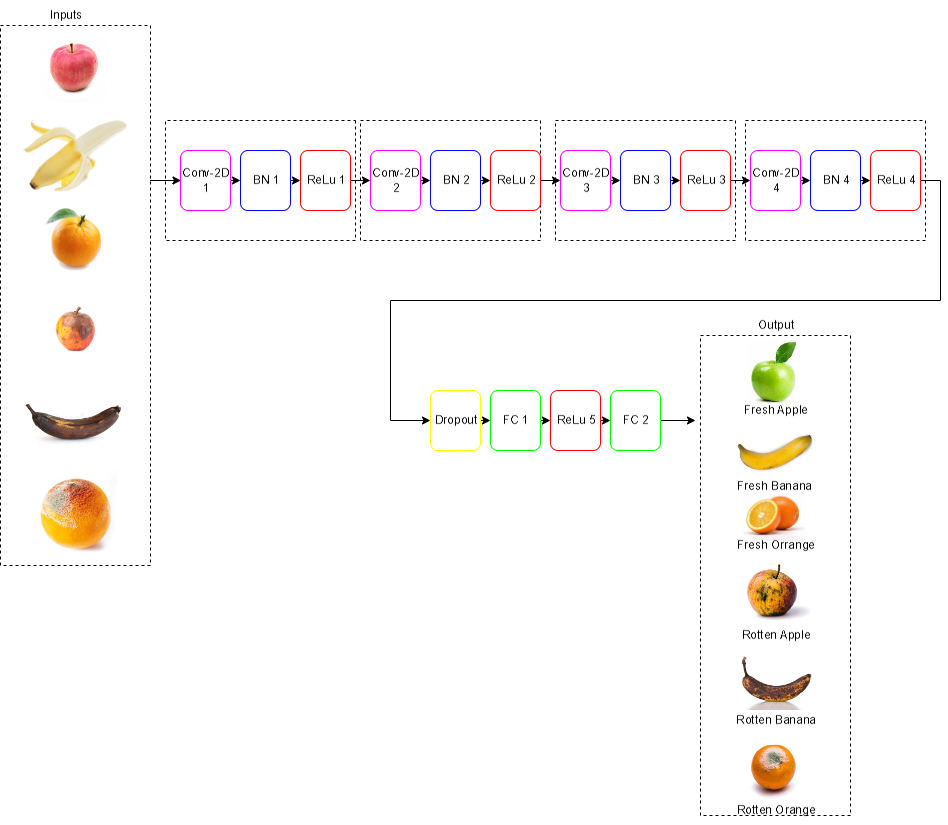 Inputs
Conv-2D
1
BN 1
ReLu 1
Conv-2D
2
BN 2
ReLu 2
Conv-2D
3
BN 3
ReLu 3
Conv-2D
4
BN 4
ReLu 4
Dropout
FC 1
ReLu 5
FC 2
Output
Fresh Apple
Fresh Banana
Fresh Orrange
Rotten Apple
Rotten Banana
Rotten Orange